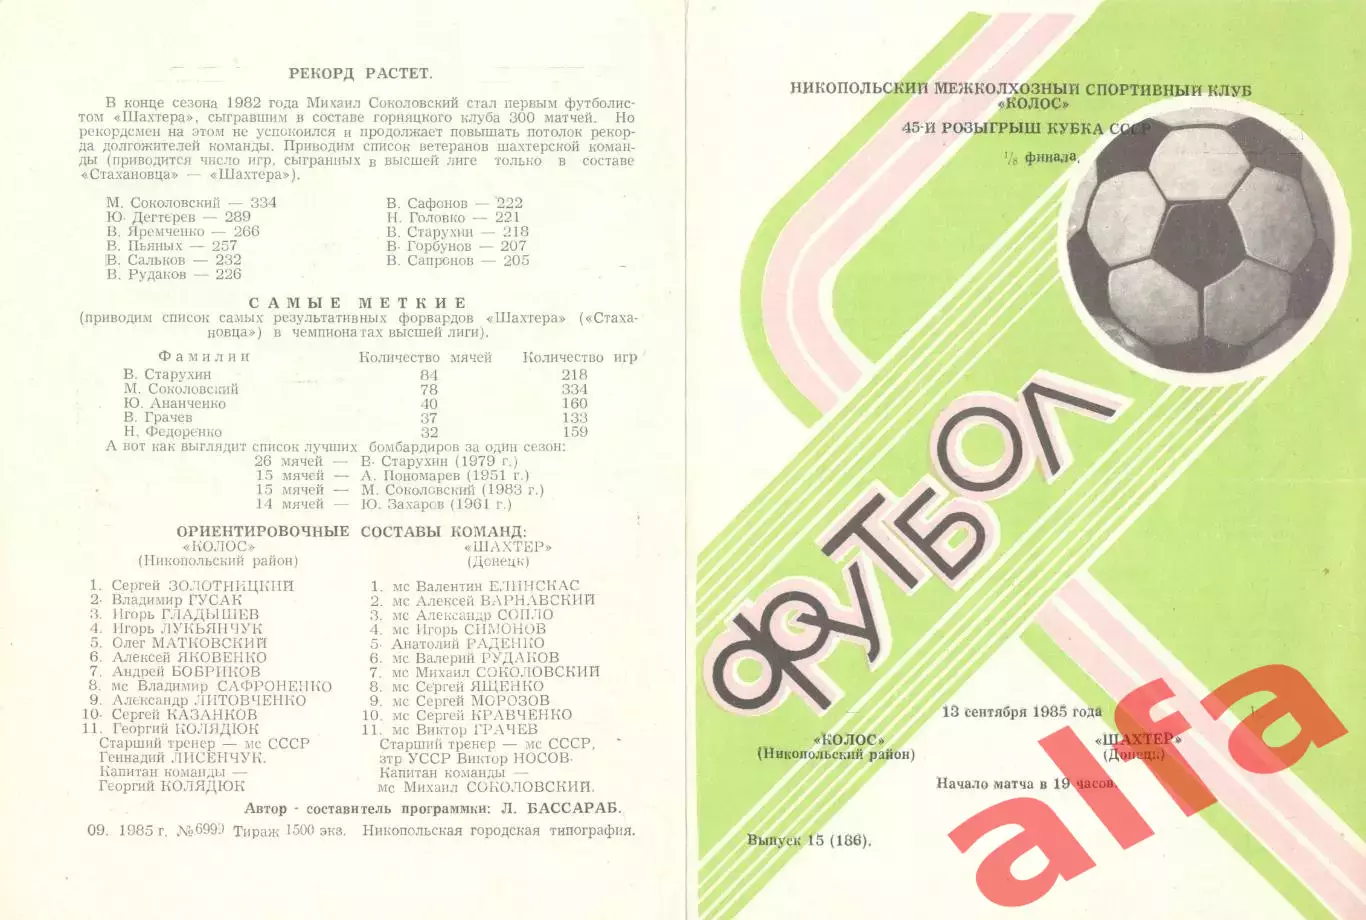 РЕКОРД РАСТЕТ.
В конце сезона 1982 года Михаил Соколовский стал первым футболис-
том «Шахтера», сыгравшим в составе горняцкого клуба 300 матчей. Но
рекордсмен на этом не успокоился и продолжает повышать потолок рекор-
да долгожителей команды. Приводим список ветеранов шахтерской коман-
ды (приводится число игр, сыгранных в высшей лиге только в составе
«Стахановца» — «Шахтера»).
М. Соколовский — 334
Ю. Дегтерев — 289
В. Яремченко — 266
В. Пьяных — 257
В. Сальков — 232
В. Рудаков — 226
В. Сафонов — 222
Н. Головко — 221
В. Старухин — 218
В. Горбунов — 207
В. Сапронов — 205
САМЫЕ МЕТКИЕ
(приводим список самых результативных форвардов «Шахтера» («Стаха-
новца») в чемпионатах высшей лиги).
Фамилии Количество мячей Количество игр
В. Старухин 84 218
М. Соколовский 78 334
Ю. Ананченко 40 160
В. Грачев 37 133
Н. Федоренко 32 159
А вот как выглядит список лучших бомбардиров за один сезон:
26 мячей — В. Старухин (1979 г.)
15 мячей — А. Пономарев (1951 г.)
15 мячей — М. Соколовский (1983 г.)
14 мячей — Ю. Захаров (1961 г.)
ОРИЕНТИРОВОЧНЫЕ СОСТАВЫ КОМАНД:
«КОЛОС»
(Никопольский район)
1. Сергей ЗОЛОТНИЦКИЙ
2. Владимир ГУСАК
3. Игорь ГЛАДЫШЕВ
4. Игорь ЛУКЬЯНЧУК
5. Олег МАТКОВСКИЙ
6. Алексей ЯКОВЕНКО
7. Андрей БОБРИКОВ
8. мс Владимир САФРОНЕНКО
9. Александр ЛИТОВЧЕНКО
10. Сергей КАЗАНКОВ
11. Георгий КОЛЯДЮК
Старший тренер — мс СССР
Геннадий ЛИСЕНЧУК.
Капитан команды —
Георгий КОЛЯДЮК
«ШАХТЕР»
(Донецк)
1. мс Валентин ЕЛИНСКАС
2. мс Алексей ВАРНАВСКИЙ
3. мс Александр СОПЛО
4. мс Игорь СИМОНОВ
5. Анатолий РАДЕНКО
6. мс Валерий РУДАКОВ
7. мс Михаил СОКОЛОВСКИЙ
8. мс Сергей ЯЩЕНКО
9. мс Сергей МОРОЗОВ
10. мс Сергей КРАВЧЕНКО
11. мс Виктор ГРАЧЕВ
Старший тренер — мс СССР,
зтр УССР Виктор НОСОВ.
Капитан команды —
мс Михаил СОКОЛОВСКИЙ.
Автор - составитель программки: Л. БАССАРАБ.
09. 1985 г. №6999 Тираж 1500 экз. Никопольская городская типография.
НИКОПОЛЬСКИЙ МЕЖКОЛХОЗНЫЙ СПОРТИВНЫЙ КЛУБ
«КОЛОС»
45-Й РОЗЫГРЫШ КУБКА СССР
1/8 финала,
ФУТБОЛ
13 сентября 1985 года
«КОЛОС»
(Никопольский район)
«ШАХТЕР»
(Донецк)
Начало матча в 19 часов.
Выпуск 15 (186).
alfa